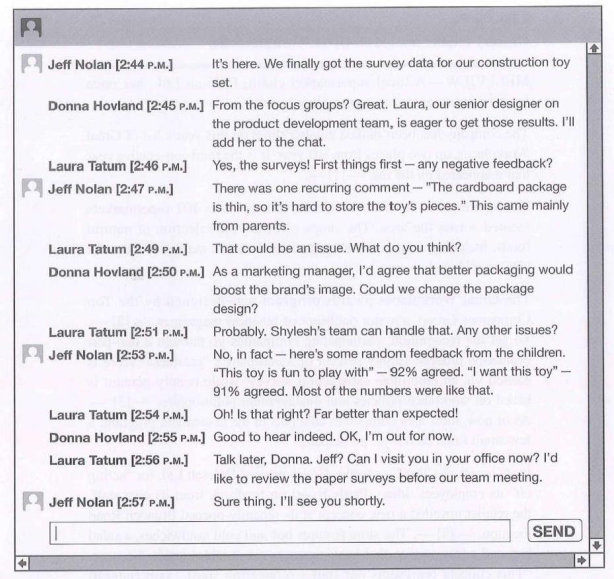 Jeff Nolan [2:44 P.M.] It's here. We finally got the survey data for our construction toy
set.
Donna Hovland [2:45 P.M.] From the focus groups? Great. Laura, our senior designer on
the product development team, is eager to get those results. I'll
add her to the chat.
Laura Tatum [2:46 P.M.] Yes, the surveys! First things first — any negative feedback?
Jeff Nolan [2:47 P.M.] There was one recurring comment — "The cardboard package
is thin, so it's hard to store the toy's pieces." This came mainly
from parents.
Laura Tatum [2:49 P.M.] That could be an issue. What do you think?
Donna Hovland [2:50 P.M.] As a marketing manager, I'd agree that better packaging would
boost the brand's image. Could we change the package
design?
Laura Tatum [2:51 P.M.] Probably. Shylesh's team can handle that. Any other issues?
Jeff Nolan [2:53 P.M.] No, in fact — here's some random feedback from the children.
"This toy is fun to play with" – 92% agreed. "I want this toy" –
91% agreed. Most of the numbers were like that.
Laura Tatum [2:54 P.M.] Oh! Is that right? Far better than expected!
Donna Hovland [2:55 P.M.] Good to hear indeed. OK, I'm out for now.
Laura Tatum [2:56 P.M.] Talk later, Donna. Jeff? Can I visit you in your office now? I'd
like to review the paper surveys before our team meeting.
Jeff Nolan [2:57 P.M.] Sure thing. I'll see you shortly.
SEND